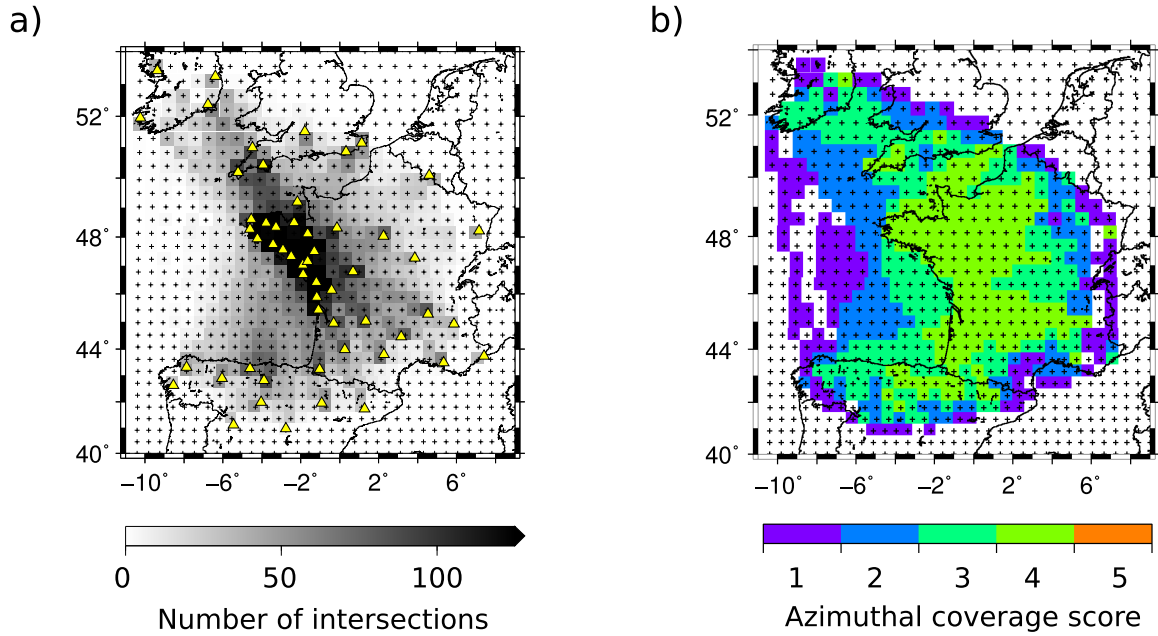 a)
52°
48°
44°
40°
−10° −6° −2° 2° 6°
0 50 100
Number of intersections
b)
52°
48°
44°
40°
−10° −6° −2° 2° 6°
1 2 3 4 5
Azimuthal coverage score